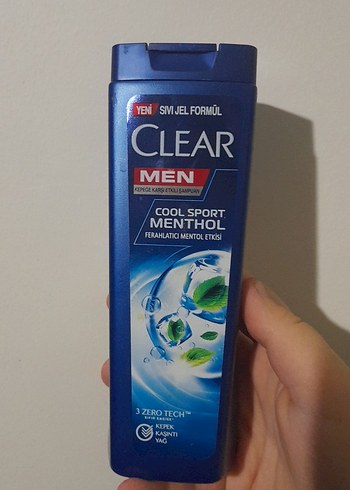 YENİ SIVI JEL FORMÜL
CLEAR
MEN
KEPEĞE KARŞI ETKİLİ ŞAMPUAN
COOL SPORT
MENTHOL
FERAHLATICI MENTOL ETKİSİ
3 ZERO TECH™
KEPEK
KAŞINTI
YAĞ